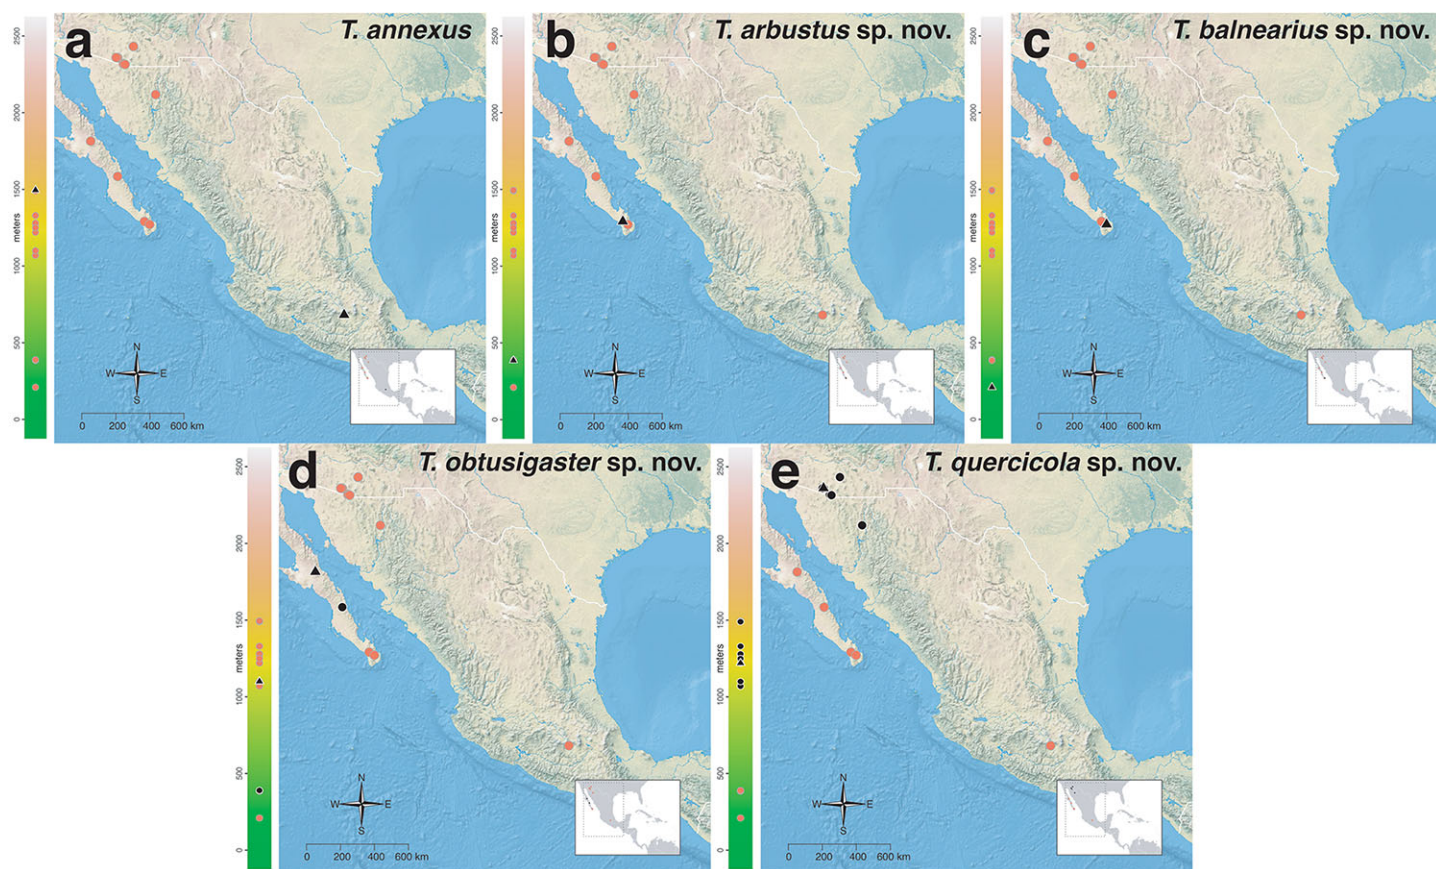 a
T. annexus
2500
2000
1500
meters
1000
500
0
N
W E
S
0 200 400 600 km
b
T. arbustus sp. nov.
2500
2000
1500
meters
1000
500
0
N
W E
S
0 200 400 600 km
c
T. balnearius sp. nov.
2500
2000
1500
meters
1000
500
0
N
W E
S
0 200 400 600 km
d
T. obtusigaster sp. nov.
2500
2000
1500
meters
1000
500
0
N
W E
S
0 200 400 600 km
e
T. quercicola sp. nov.
2500
2000
1500
meters
1000
500
0
N
W E
S
0 200 400 600 km